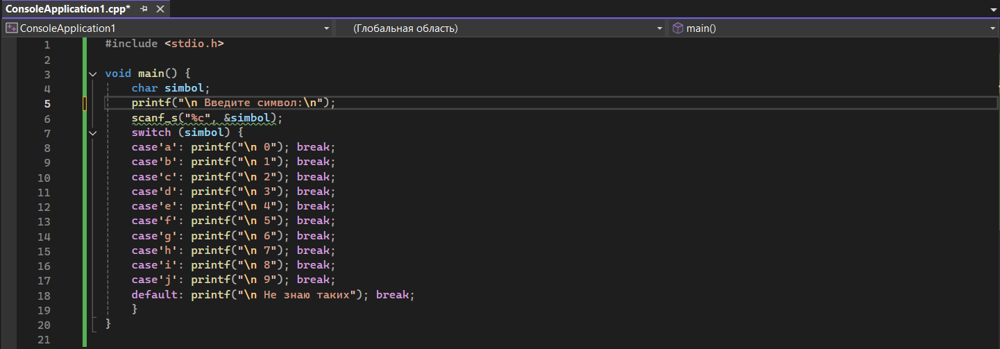 ConsoleApplication1.cpp*
ConsoleApplication1 (Глобальная область) main()
1 #include <stdio.h>
2
3 void main() {
4 char simbol;
5 printf("\n Введите символ:\n");
6 scanf_s("%c", &simbol);
7 switch (simbol) {
8 case'a': printf("\n 0"); break;
9 case'b': printf("\n 1"); break;
10 case'c': printf("\n 2"); break;
11 case'd': printf("\n 3"); break;
12 case'e': printf("\n 4"); break;
13 case'f': printf("\n 5"); break;
14 case'g': printf("\n 6"); break;
15 case'h': printf("\n 7"); break;
16 case'i': printf("\n 8"); break;
17 case'j': printf("\n 9"); break;
18 default: printf("\n Не знаю таких"); break;
19 }
20 }
21